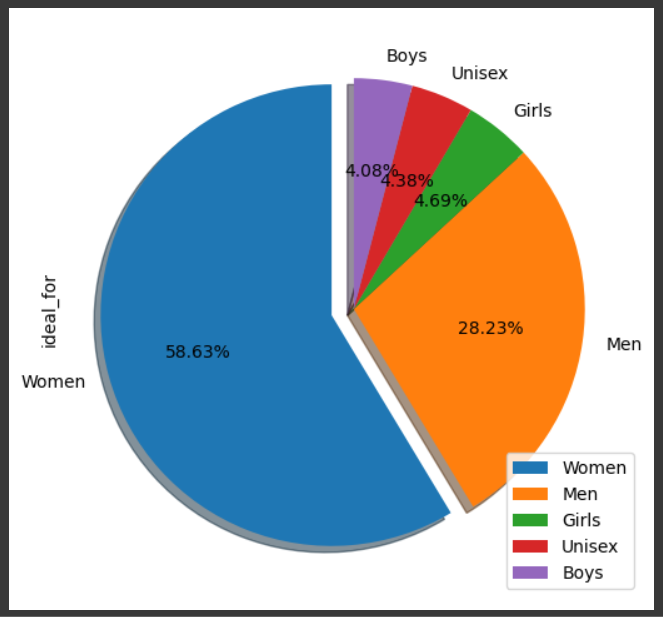 Boys
Unisex
Girls
4.08%
4.38%
4.69%
ideal_for
28.23%
Men
58.63%
Women
Women
Men
Girls
Unisex
Boys